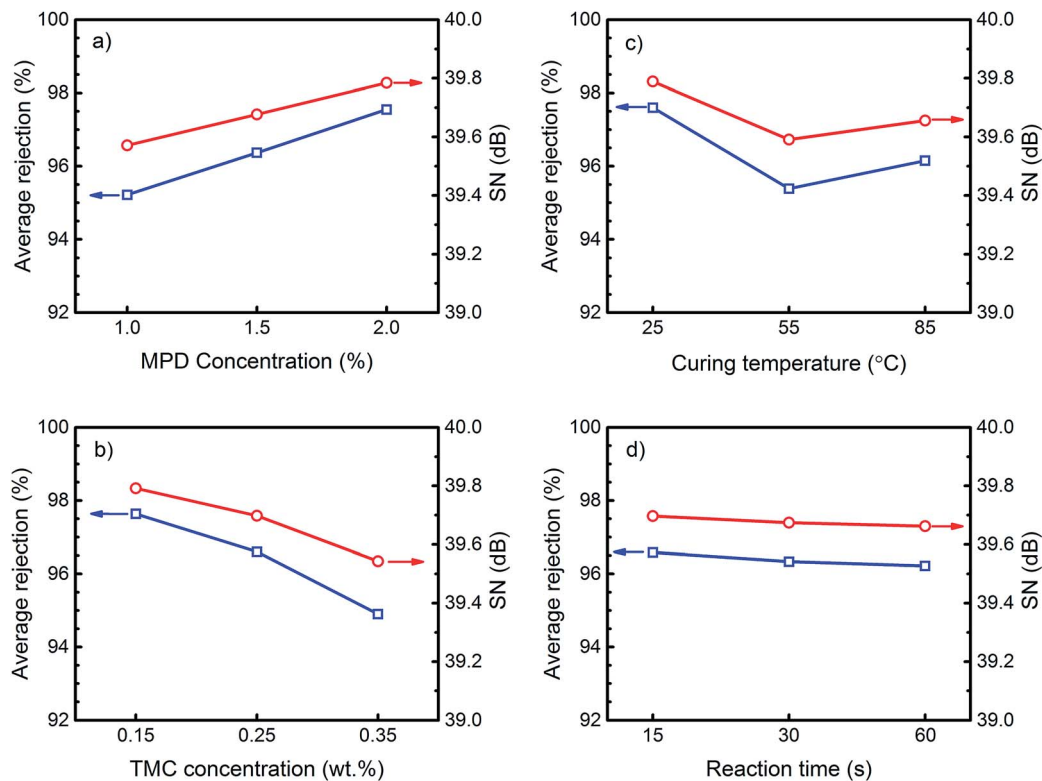 a)
Average rejection (%)
100
98
96
94
92
40.0
39.8
39.6
39.4
39.2
39.0
SN (dB)
1.0 1.5 2.0
MPD Concentration (%)
c)
Average rejection (%)
100
98
96
94
92
40.0
39.8
39.6
39.4
39.2
39.0
SN (dB)
25 55 85
Curing temperature (°C)
b)
Average rejection (%)
100
98
96
94
92
40.0
39.8
39.6
39.4
39.2
39.0
SN (dB)
0.15 0.25 0.35
TMC concentration (wt.%)
d)
Average rejection (%)
100
98
96
94
92
40.0
39.8
39.6
39.4
39.2
39.0
SN (dB)
15 30 60
Reaction time (s)